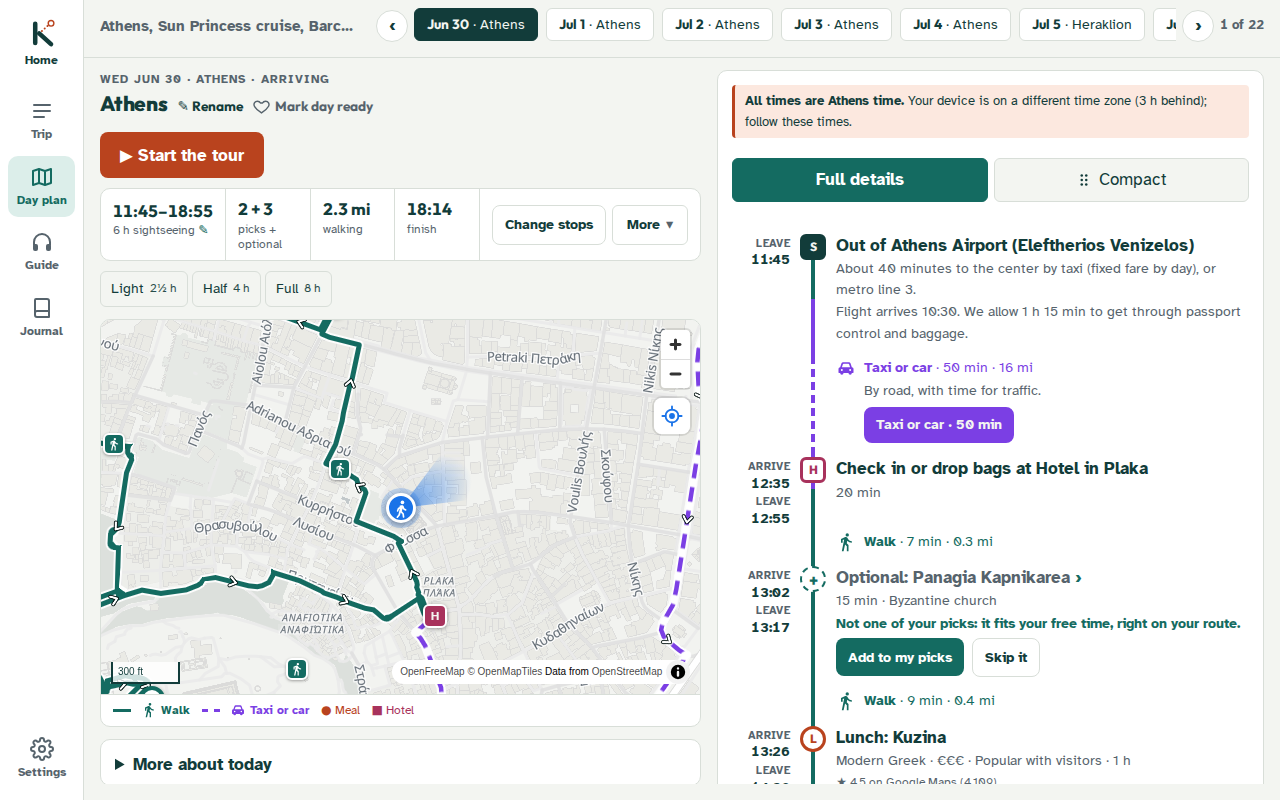 Home
Trip
Day plan
Guide
Journal
Settings
Athens, Sun Princess cruise, Barc...
‹
Jun 30 · Athens
Jul 1 · Athens
Jul 2 · Athens
Jul 3 · Athens
Jul 4 · Athens
Jul 5 · Heraklion
›
1 of 22
WED JUN 30 · ATHENS · ARRIVING
Athens
✎ Rename
Mark day ready
▶ Start the tour
11:45–18:55
6 h sightseeing ✎
2 + 3
picks +
optional
2.3 mi
walking
18:14
finish
Change stops
More ▾
Light 2½ h
Half 4 h
Full 8 h
Aiolou
Petraki Πετράκη
Nikis Νίκης
Adrianou Αδριανού
Πανός
Voulis Βουλής
Σκούφου
Κυρρήστου
Θρασυβούλου
Λυσίου
PLAKA
ΠΛΑΚΑ
Νίκης
ΑΝΑFΙΟΤΙΚΑ
ΑΝΑΦΙΏΤΙΚΑ
Κυδαθηναίων
H
+
−
300 ft
OpenFreeMap © OpenMapTiles Data from OpenStreetMap
Walk
Taxi or car
Meal
Hotel
▶ More about today
All times are Athens time. Your device is on a different time zone (3 h behind);
follow these times.
Full details
Compact
LEAVE
11:45
S
Out of Athens Airport (Eleftherios Venizelos)
About 40 minutes to the center by taxi (fixed fare by day), or
metro line 3.
Flight arrives 10:30. We allow 1 h 15 min to get through passport
control and baggage.
Taxi or car · 50 min · 16 mi
By road, with time for traffic.
Taxi or car · 50 min
ARRIVE
12:35
LEAVE
12:55
H
Check in or drop bags at Hotel in Plaka
20 min
Walk · 7 min · 0.3 mi
ARRIVE
13:02
LEAVE
13:17
+
Optional: Panagia Kapnikarea ›
15 min · Byzantine church
Not one of your picks: it fits your free time, right on your route.
Add to my picks
Skip it
Walk · 9 min · 0.4 mi
ARRIVE
13:26
LEAVE
L
Lunch: Kuzina
Modern Greek · €€€ · Popular with visitors · 1 h
★ 4.5 on Google Maps (4,109)